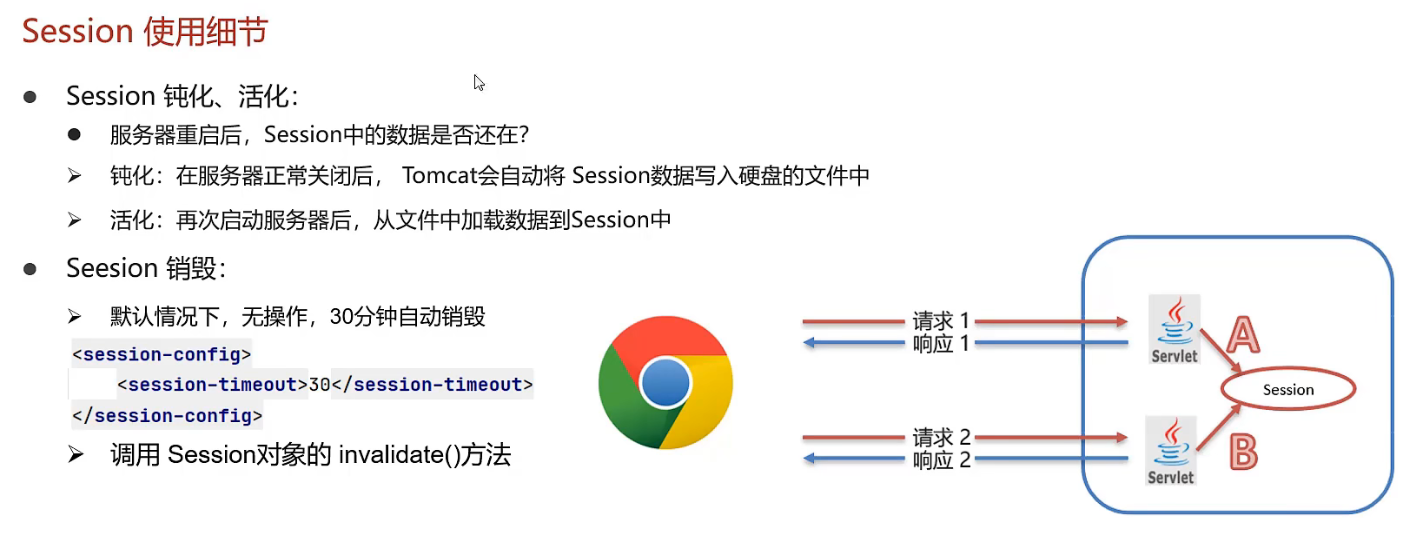 Session 使用细节
● Session 钝化、活化：
● 服务器重启后，Session中的数据是否还在？
➢ 钝化：在服务器正常关闭后， Tomcat会自动将 Session数据写入硬盘的文件中
➢ 活化：再次启动服务器后，从文件中加载数据到Session中
● Seesion 销毁：
➢ 默认情况下，无操作，30分钟自动销毁
<session-config>
<session-timeout>30</session-timeout>
</session-config>
➢ 调用 Session对象的 invalidate()方法
请求 1
响应 1
Servlet
A
Session
请求 2
响应 2
Servlet
B